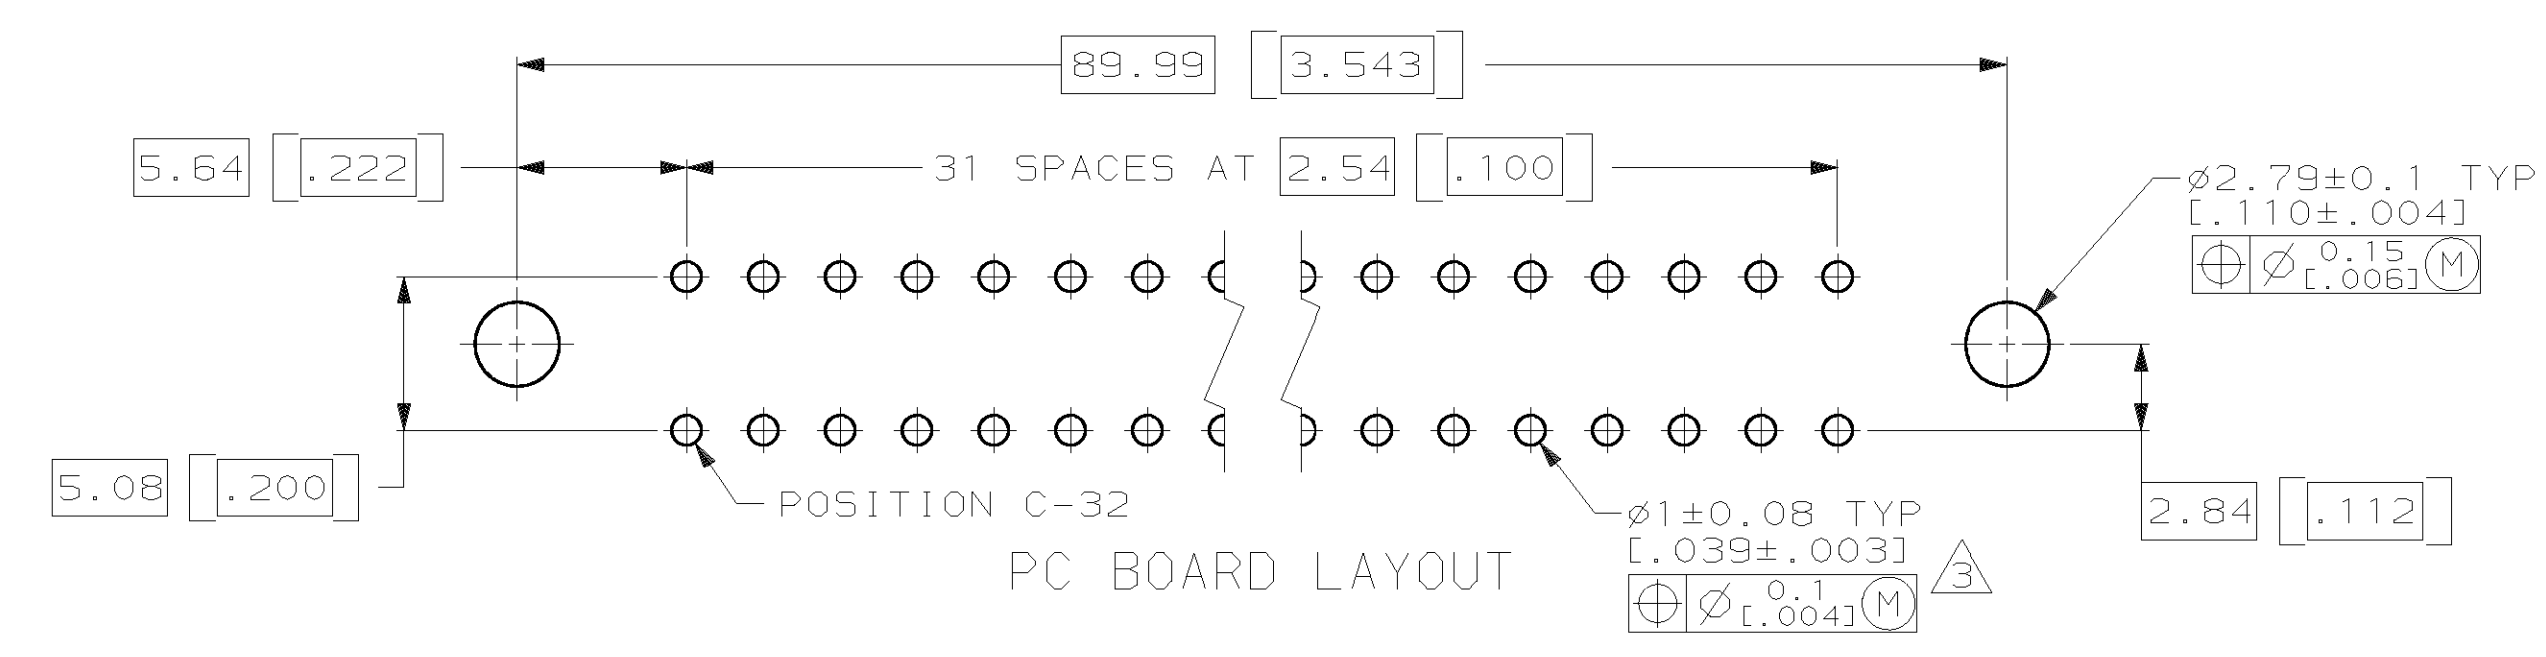 89.99 [3.543]
5.64 [.222]
31 SPACES AT 2.54 [.100]
ø2.79±0.1 TYP
[.110±.004]
⌖ ø 0.15 Ⓜ
[.006]
5.08 [.200]
POSITION C-32
ø1±0.08 TYP
[.039±.003]
⌖ ø 0.1 Ⓜ
[.004]
3
2.84 [.112]
PC BOARD LAYOUT